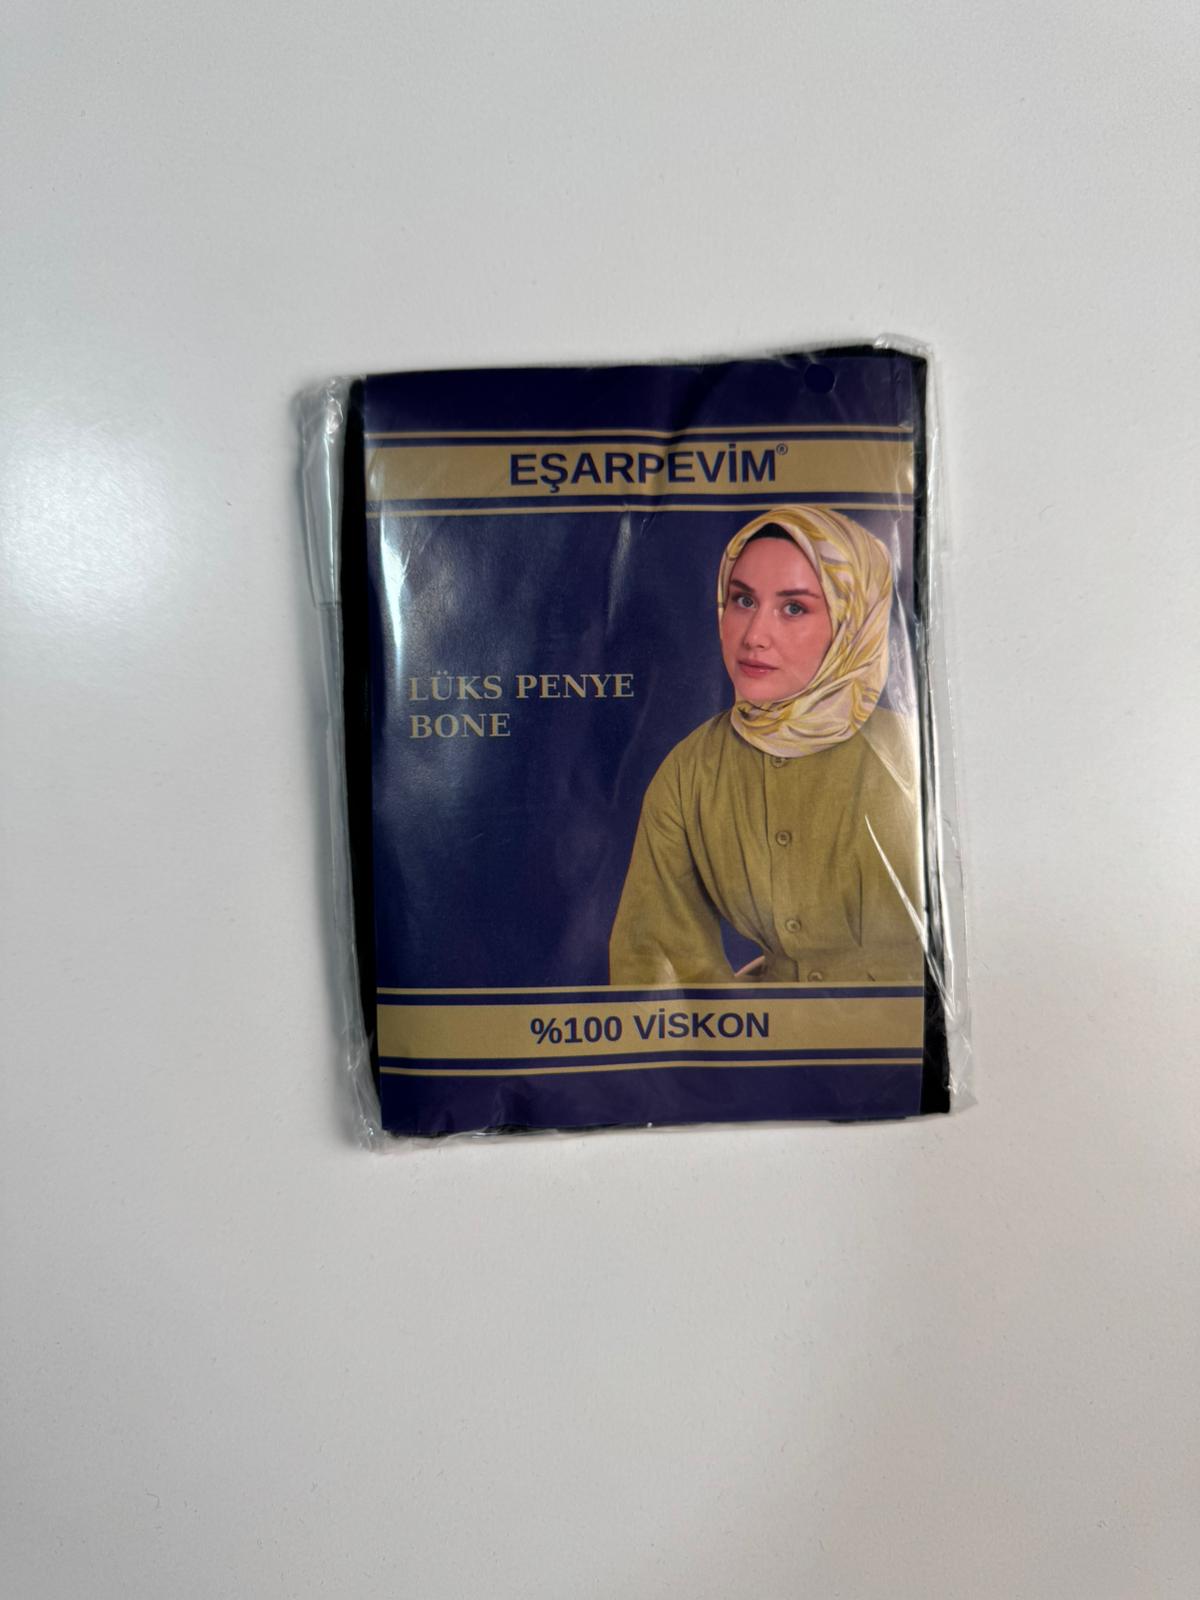 EŞARPEVİM®
LÜKS PENYE
BONE
%100 VİSKON